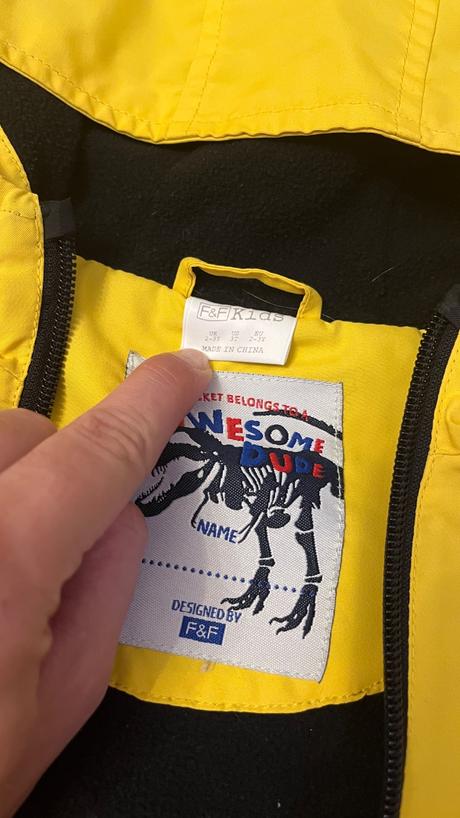 F&F Kids
UK US EU
2-3Y 3T 2-3Y
MADE IN CHINA
KET BELONGS TO A
WESOME
DUDE
NAME
DESIGNED BY
F&F